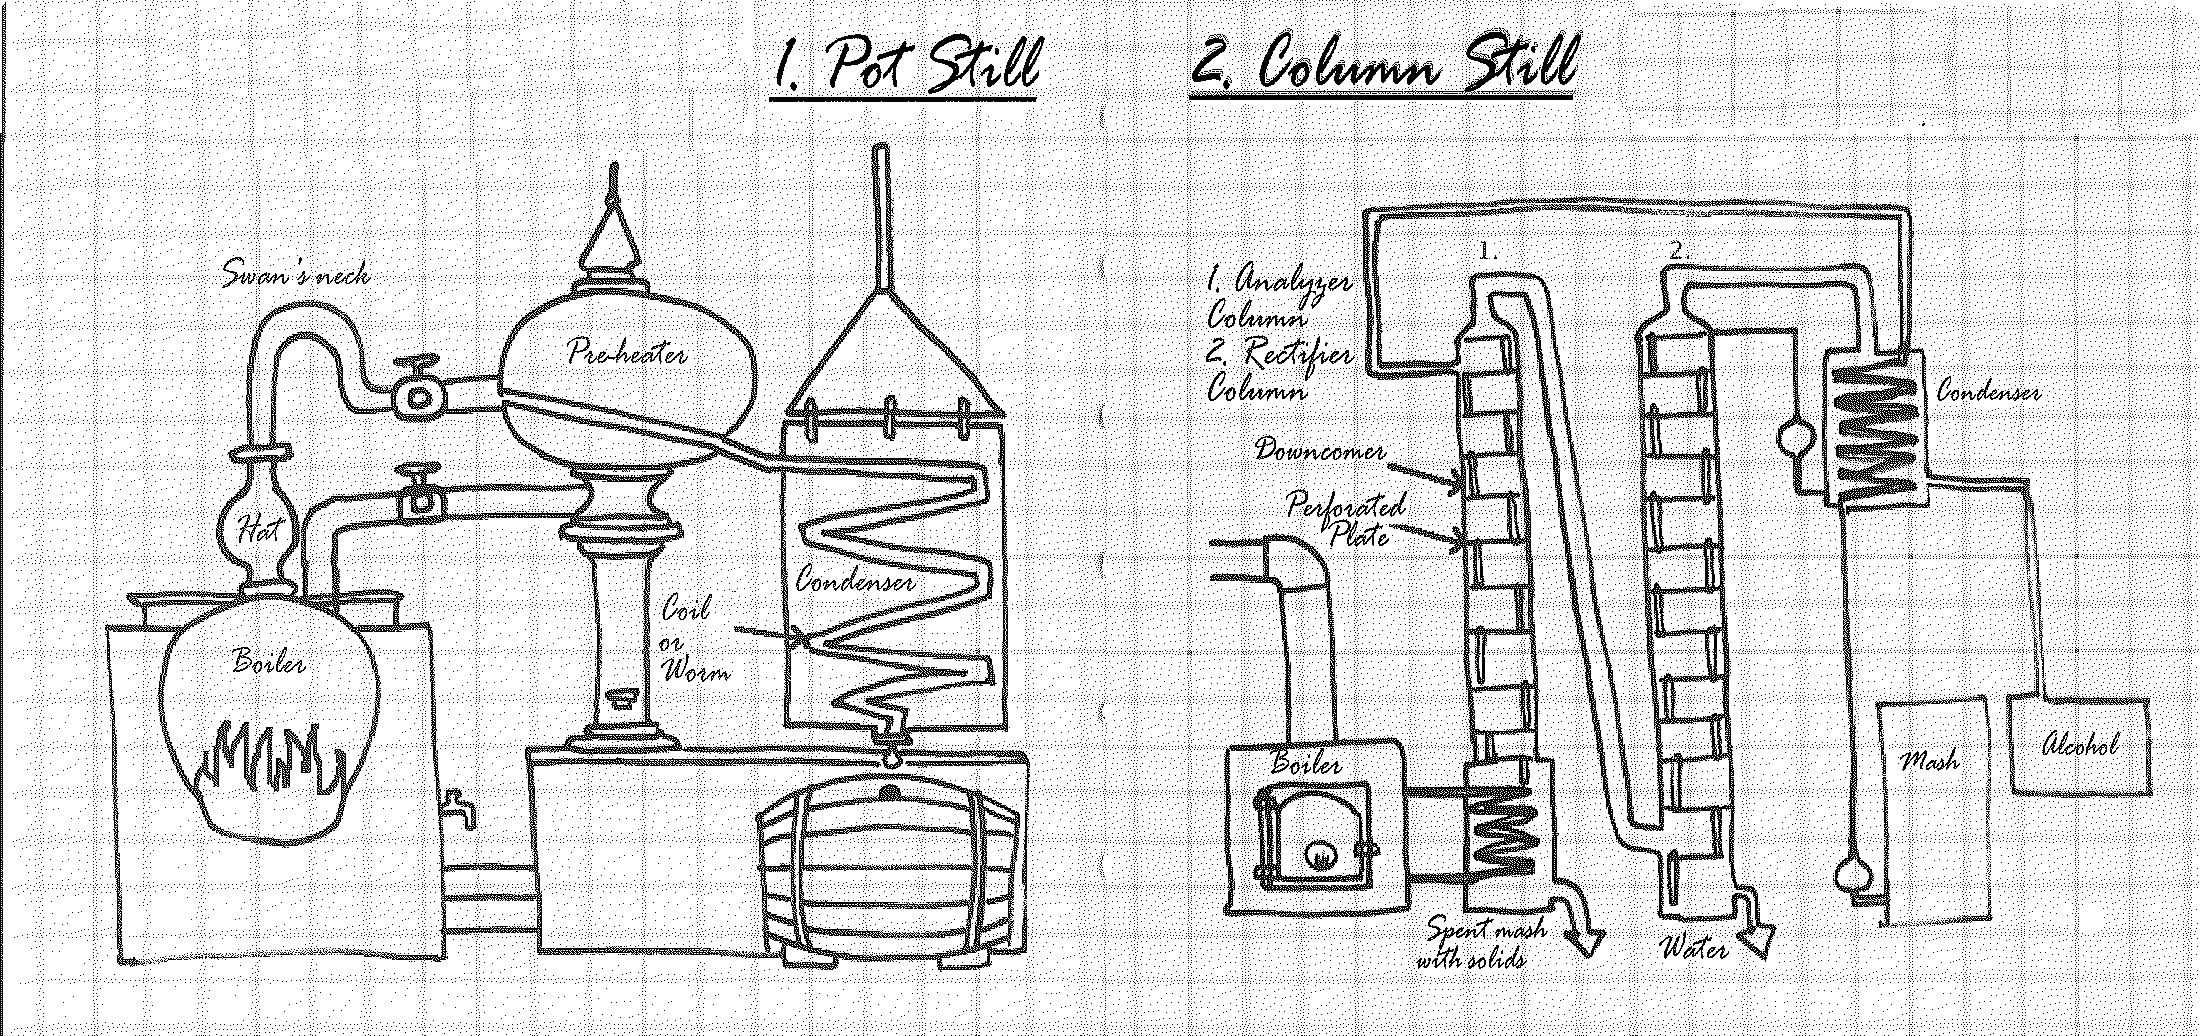 1. Pot Still
Swan's neck
Pre-heater
Hat
Condenser
Coil
or
Worm
Boiler
2. Column Still
1.
2.
1. Analyzer
Column
2. Rectifier
Column
Condenser
Downcomer
Perforated
Plate
Boiler
Mash
Alcohol
Spent mash
with solids
Water